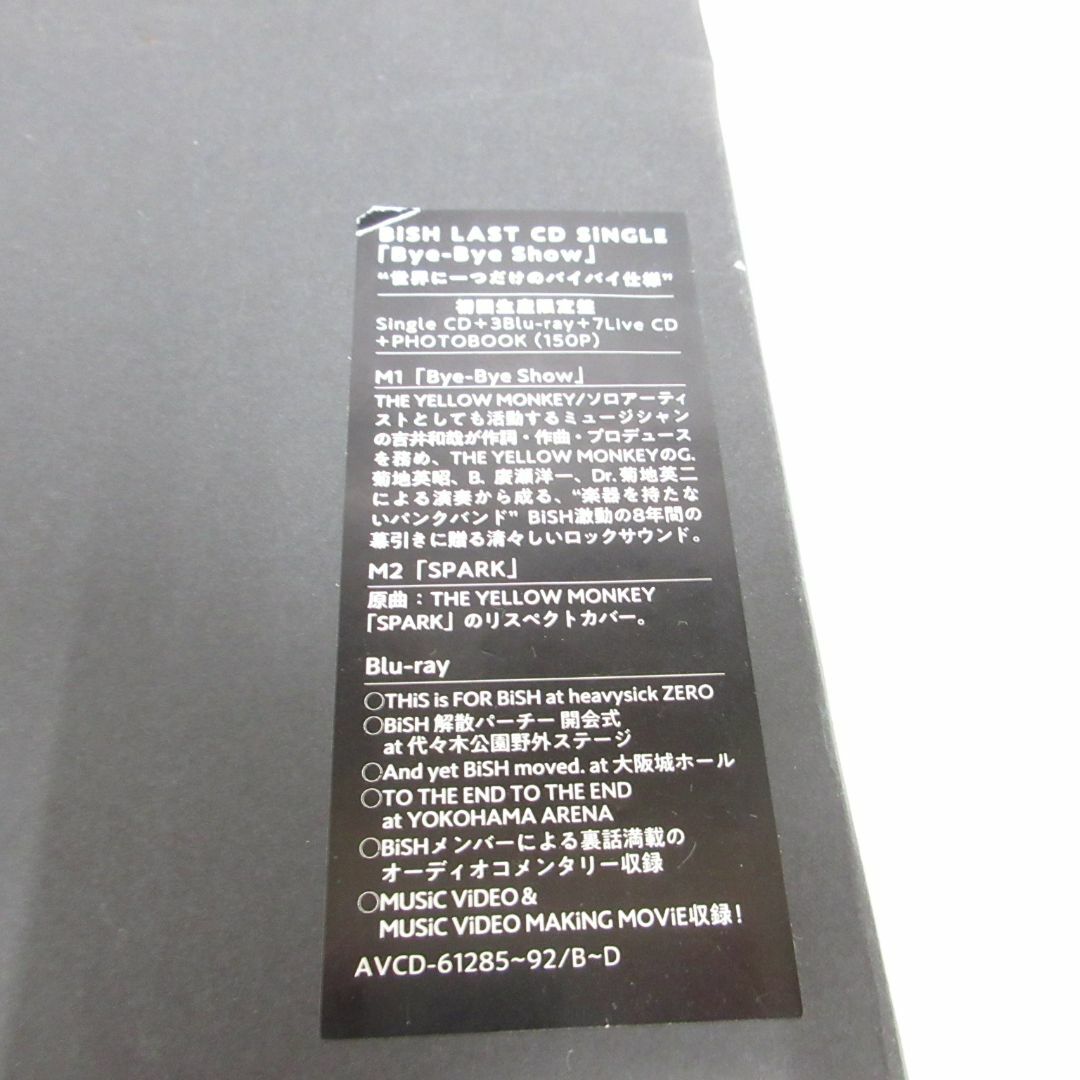 BiSH LAST CD SiNGLE
「Bye-Bye Show」
“世界に一つだけのバイバイ仕様”
初回生産限定盤
Single CD+3Blu-ray+7Live CD
+PHOTOBOOK (150P)
M1「Bye-Bye Show」
THE YELLOW MONKEY/ソロアーティ
ストとしても活動するミュージシャン
の吉井和哉が作詞・作曲・プロデュース
を務め、THE YELLOW MONKEYのG.
菊地英昭、B. 廣瀬洋一、Dr. 菊地英二
による演奏から成る、“楽器を持たな
いパンクバンド” BiSH激動の8年間の
幕引きに贈る清々しいロックサウンド。
M2「SPARK」
原曲：THE YELLOW MONKEY
「SPARK」のリスペクトカバー。
Blu-ray
○THiS is FOR BiSH at heavysick ZERO
○BiSH 解散パーチー 開会式
at 代々木公園野外ステージ
○And yet BiSH moved. at 大阪城ホール
○TO THE END TO THE END
at YOKOHAMA ARENA
○BiSHメンバーによる裏話満載の
オーディオコメンタリー収録
○MUSiC ViDEO &
MUSiC ViDEO MAKiNG MOViE収録！
AVCD-61285~92/B~D